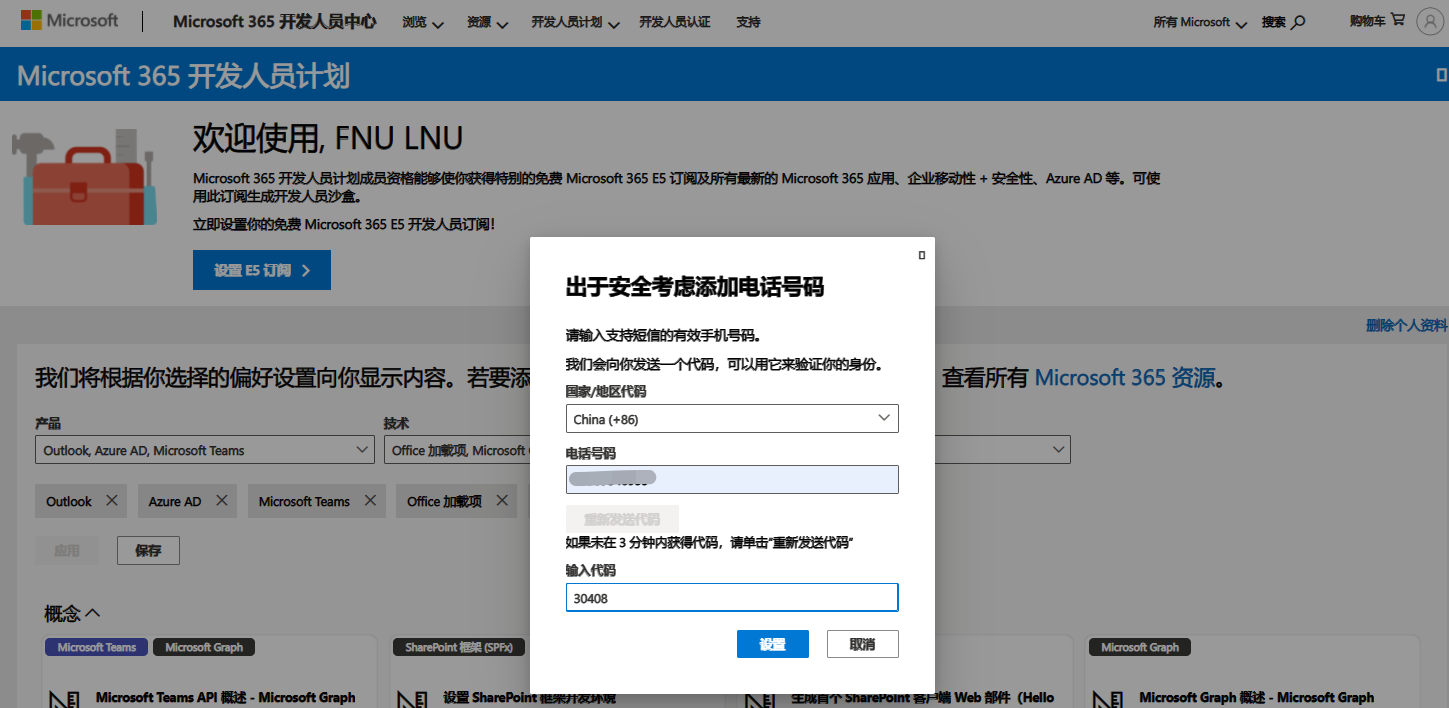 Microsoft
Microsoft 365 开发人员中心
浏览
资源
开发人员计划
开发人员认证
支持
所有 Microsoft
搜索
购物车
Microsoft 365 开发人员计划
欢迎使用, FNU LNU
Microsoft 365 开发人员计划成员资格能够使你获得特别的免费 Microsoft 365 E5 订阅及所有最新的 Microsoft 365 应用、企业移动性 + 安全性、Azure AD 等。可使
用此订阅生成开发人员沙盒。
立即设置你的免费 Microsoft 365 E5 开发人员订阅!
设置 E5 订阅
删除个人资料
我们将根据你选择的偏好设置向你显示内容。若要添
查看所有 Microsoft 365 资源。
产品
技术
Outlook, Azure AD, Microsoft Teams
Office 加载项, Microsoft
Outlook
Azure AD
Microsoft Teams
Office 加载项
应用
保存
出于安全考虑添加电话号码
请输入支持短信的有效手机号码。
我们会向你发送一个代码，可以用它来验证你的身份。
国家/地区代码
China (+86)
电话号码
重新发送代码
如果未在 3 分钟内获得代码，请单击"重新发送代码"
输入代码
30408
设置
取消
概念
Microsoft Teams
Microsoft Graph
SharePoint 框架 (SPFx)
Microsoft Graph
Microsoft Teams API 概述 - Microsoft Graph
设置 SharePoint 框架开发环境
生成首个 SharePoint 客户端 Web 部件（Hello
Microsoft Graph 概述 - Microsoft Graph